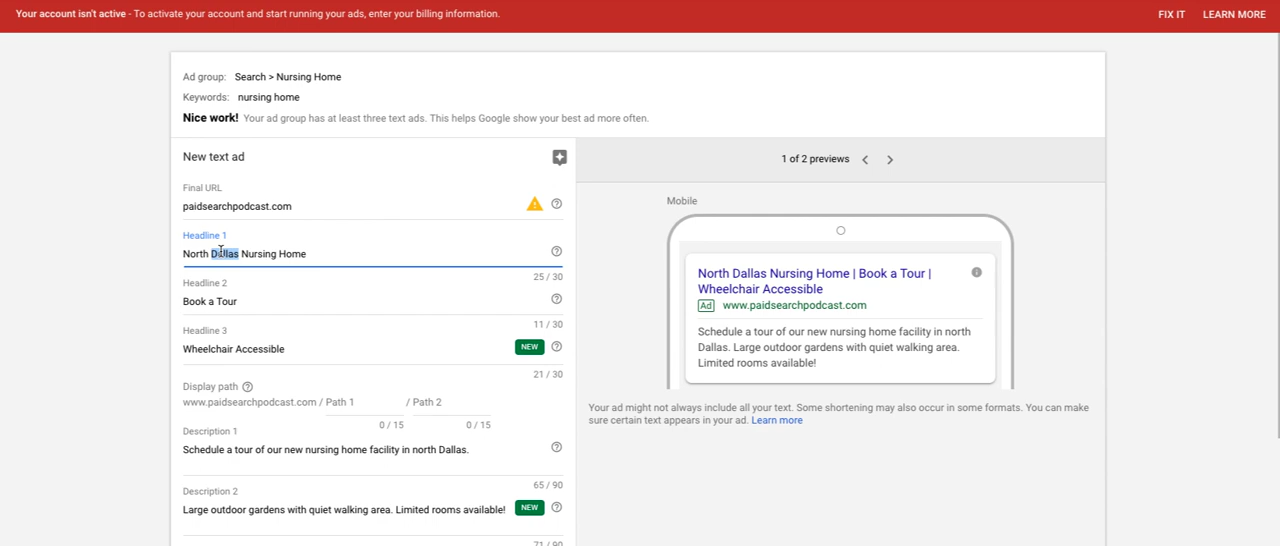 Your account isn't active - To activate your account and start running your ads, enter your billing information.
FIX IT LEARN MORE
Ad group: Search > Nursing Home
Keywords: nursing home
Nice work! Your ad group has at least three text ads. This helps Google show your best ad more often.
New text ad
Final URL
paidsearchpodcast.com
Headline 1
North Dallas Nursing Home
25 / 30
Headline 2
Book a Tour
11 / 30
Headline 3
Wheelchair Accessible
NEW
21 / 30
Display path
www.paidsearchpodcast.com / Path 1 / Path 2
0 / 15 0 / 15
Description 1
Schedule a tour of our new nursing home facility in north Dallas.
65 / 90
Description 2
Large outdoor gardens with quiet walking area. Limited rooms available!
NEW
71 / 90
1 of 2 previews
Mobile
North Dallas Nursing Home | Book a Tour |
Wheelchair Accessible
Ad www.paidsearchpodcast.com
Schedule a tour of our new nursing home facility in north
Dallas. Large outdoor gardens with quiet walking area.
Limited rooms available!
Your ad might not always include all your text. Some shortening may also occur in some formats. You can make
sure certain text appears in your ad. Learn more